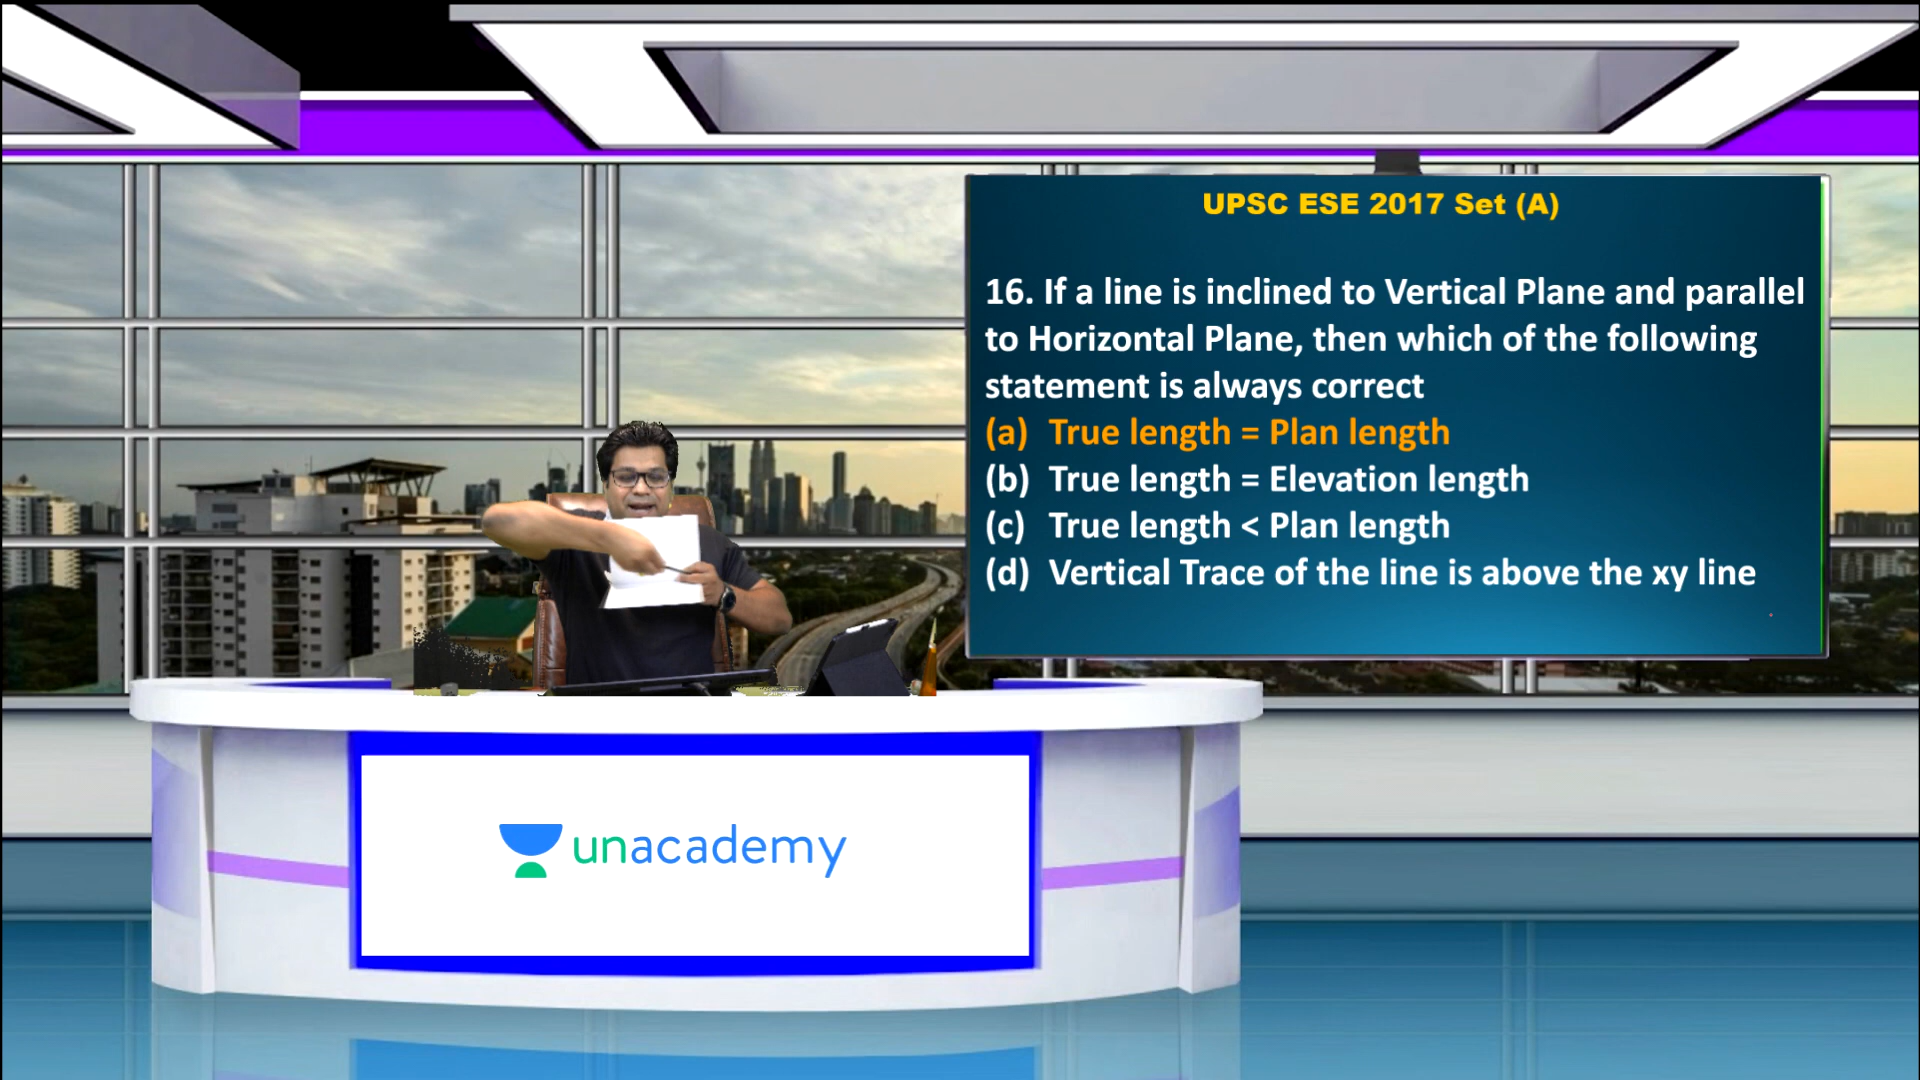 UPSC ESE 2017 Set (A)
16. If a line is inclined to Vertical Plane and parallel
to Horizontal Plane, then which of the following
statement is always correct
(a) True length = Plan length
(b) True length = Elevation length
(c) True length < Plan length
(d) Vertical Trace of the line is above the xy line
unacademy